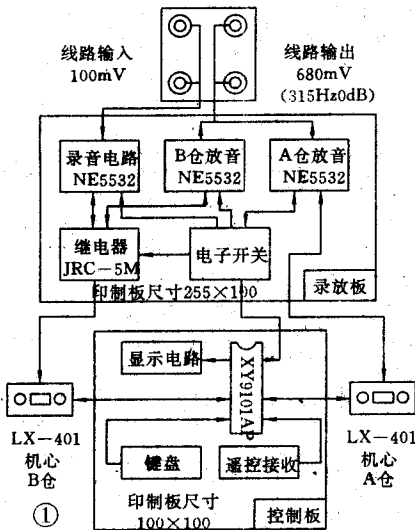 线路输入
100mV
线路输出
680mV
(315Hz0dB)
录音电路
NE5532
B仓放音
NE5532
A仓放音
NE5532
继电器
JRC-5M
电子开关
印制板尺寸255×100
录放板
显示电路
XY9101AP
LX-401
机心
B仓
LX-401
机心
A仓
键盘
遥控接收
印制板尺寸
100×100
控制板
①